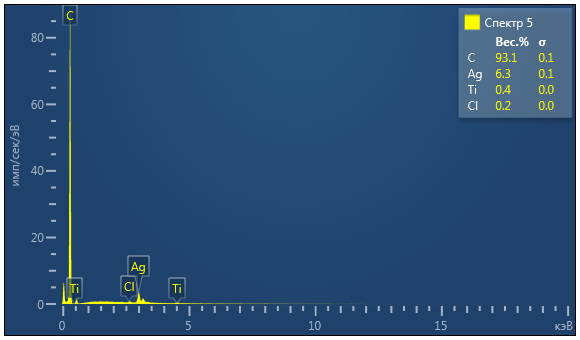 C
Спектр 5
Вес.% σ
C 93.1 0.1
Ag 6.3 0.1
Ti 0.4 0.0
Cl 0.2 0.0
80
60
40
20
0
имп/сек/эВ
Ti
Cl
Ag
Ti
0 5 10 15 кэВ